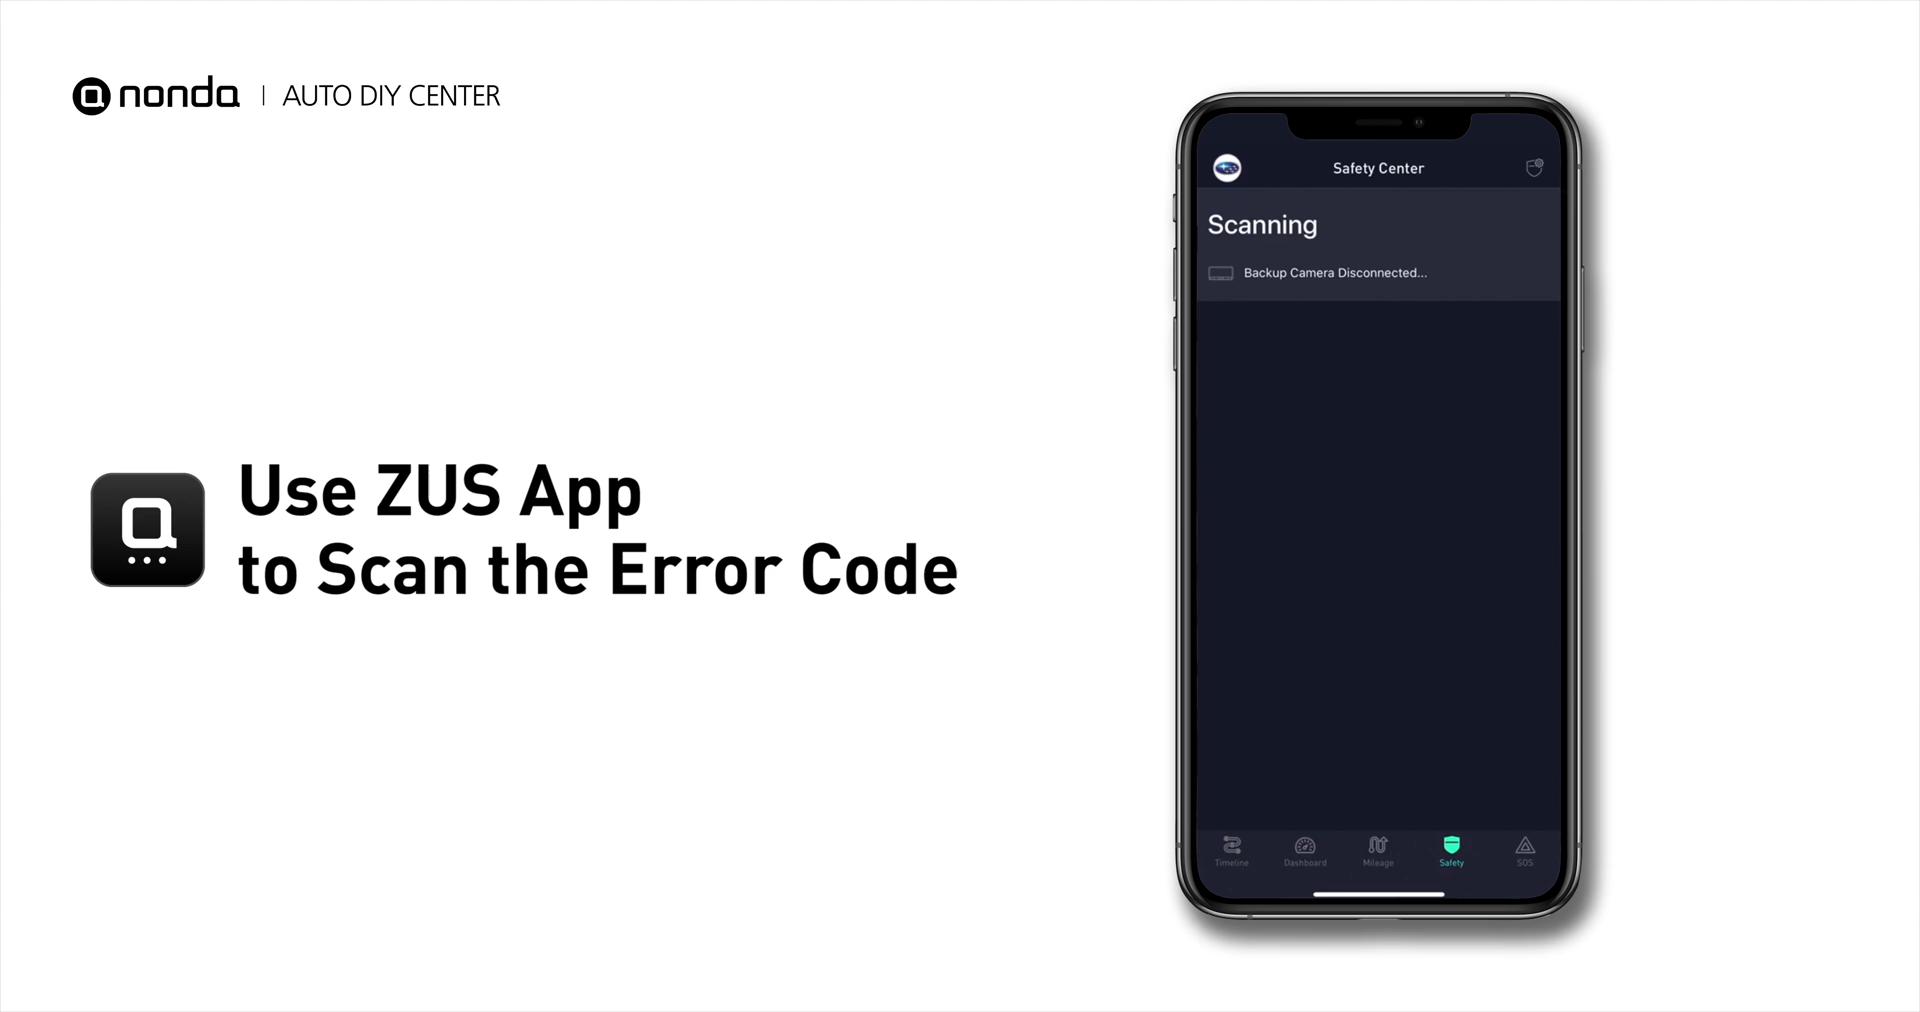 nonda | AUTO DIY CENTER
Use ZUS App
to Scan the Error Code
Safety Center
Scanning
Backup Camera Disconnected...
Timeline
Dashboard
Mileage
Safety
SOS